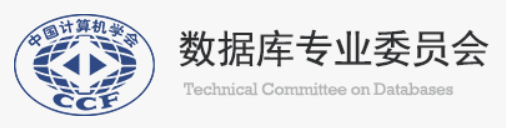 中国计算机学会
CCF
数据库专业委员会
Technical Committee on Databases